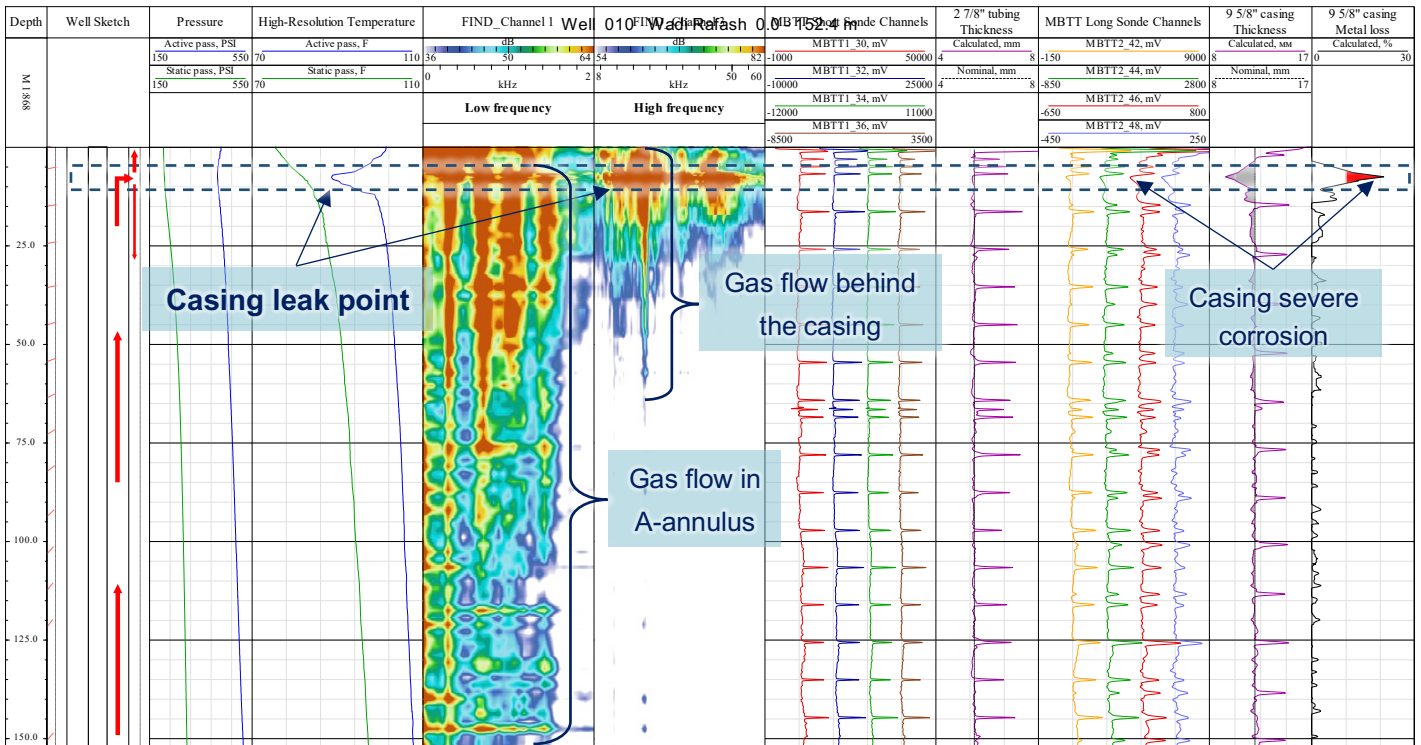 Depth
M 1:868
Well Sketch
Pressure
Active pass, PSI
150 550
Static pass, PSI
150 550
High-Resolution Temperature
Active pass, F
70 110
Static pass, F
70 110
Well 010 Wadi Rafash 0.0 - 152.4 m
FIND_Channel 1
dB
36 50 64
0 kHz 2
Low frequency
FIND_Channel 2
dB
54 82
8 kHz 50 60
High frequency
MBTT Short Sonde Channels
MBTT1_30, mV
-1000 50000
MBTT1_32, mV
-10000 25000
MBTT1_34, mV
-12000 11000
MBTT1_36, mV
-8500 3500
2 7/8" tubing
Thickness
Calculated, mm
4 8
Nominal, mm
4 8
MBTT Long Sonde Channels
MBTT2_42, mV
-150 9000
MBTT2_44, mV
-850 2800
MBTT2_46, mV
-650 800
MBTT2_48, mV
-450 250
9 5/8" casing
Thickness
Calculated, мм
8 17
Nominal, mm
8 17
9 5/8" casing
Metal loss
Calculated, %
0 30
25.0
50.0
75.0
100.0
125.0
150.0
Casing leak point
Gas flow behind
the casing
Casing severe
corrosion
Gas flow in
A-annulus